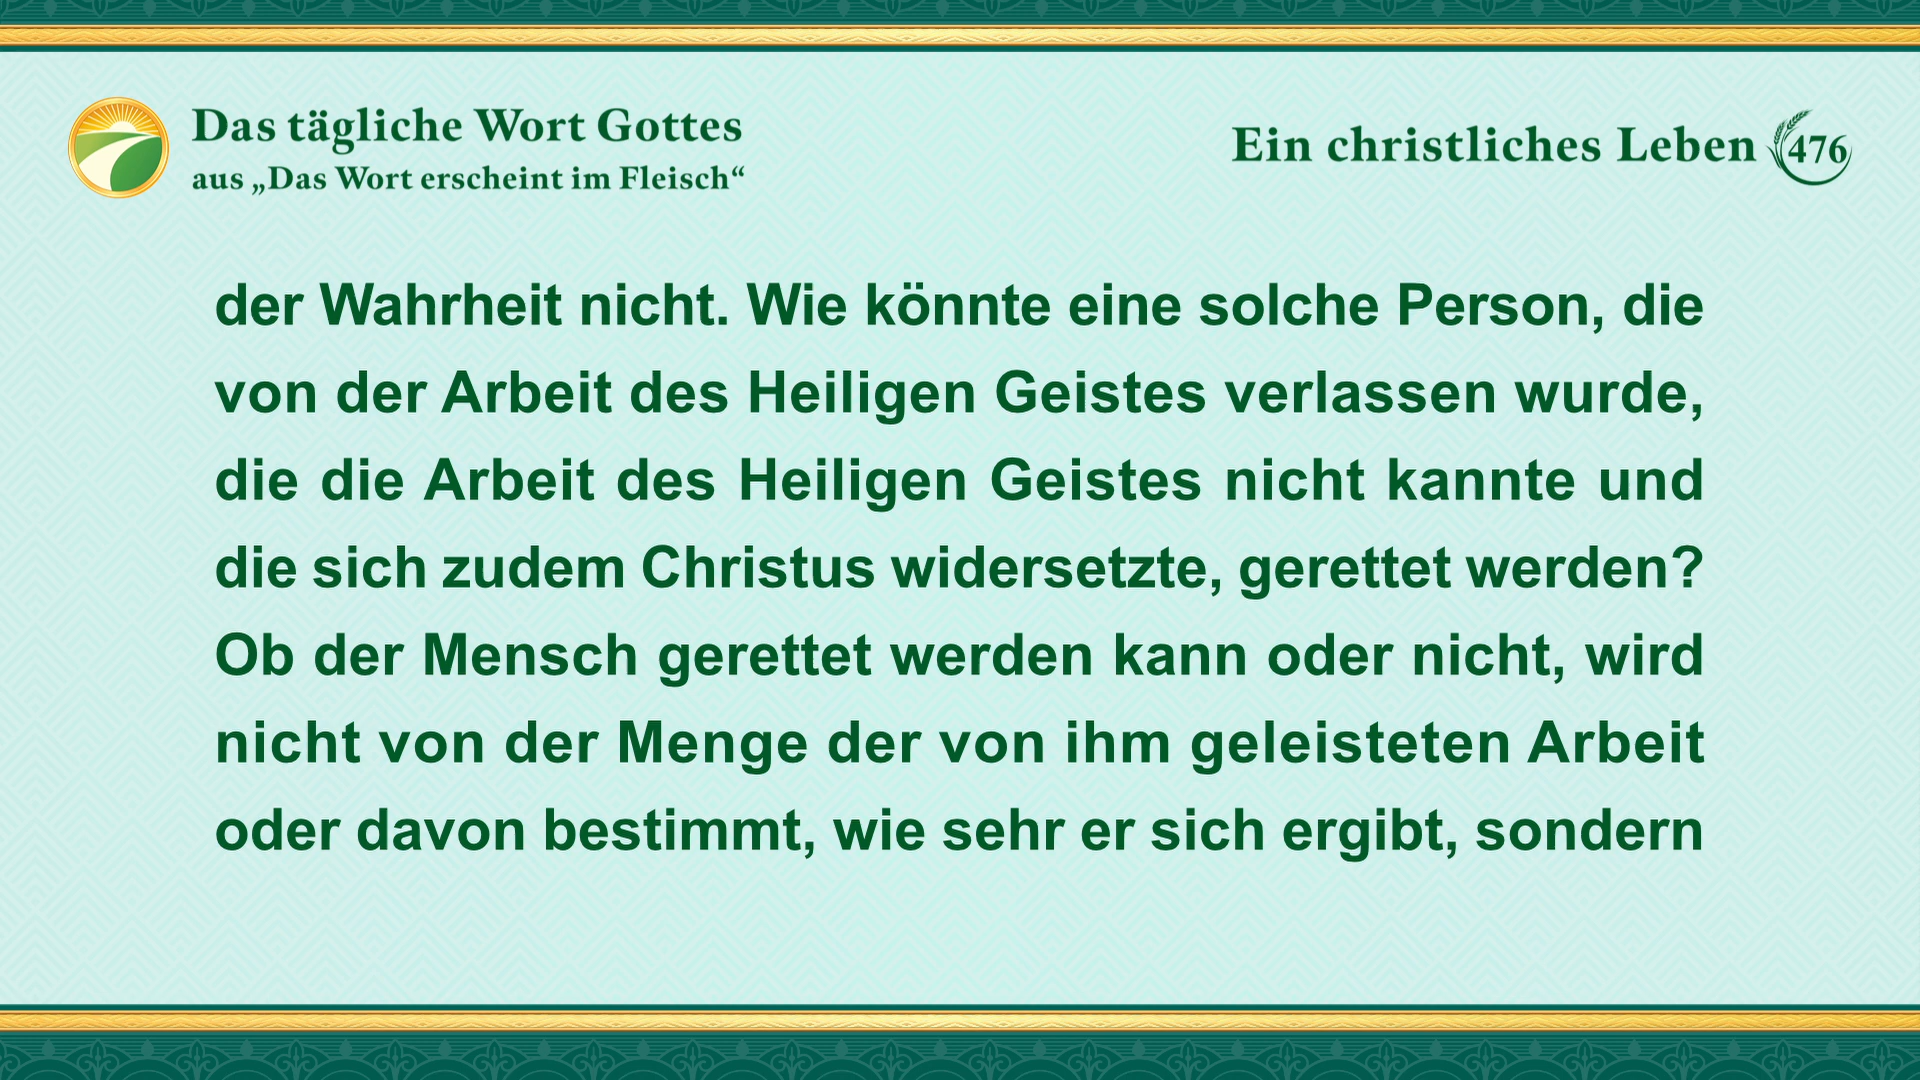 Das tägliche Wort Gottes
aus „Das Wort erscheint im Fleisch“
Ein christliches Leben 476
der Wahrheit nicht. Wie könnte eine solche Person, die
von der Arbeit des Heiligen Geistes verlassen wurde,
die die Arbeit des Heiligen Geistes nicht kannte und
die sich zudem Christus widersetzte, gerettet werden?
Ob der Mensch gerettet werden kann oder nicht, wird
nicht von der Menge der von ihm geleisteten Arbeit
oder davon bestimmt, wie sehr er sich ergibt, sondern